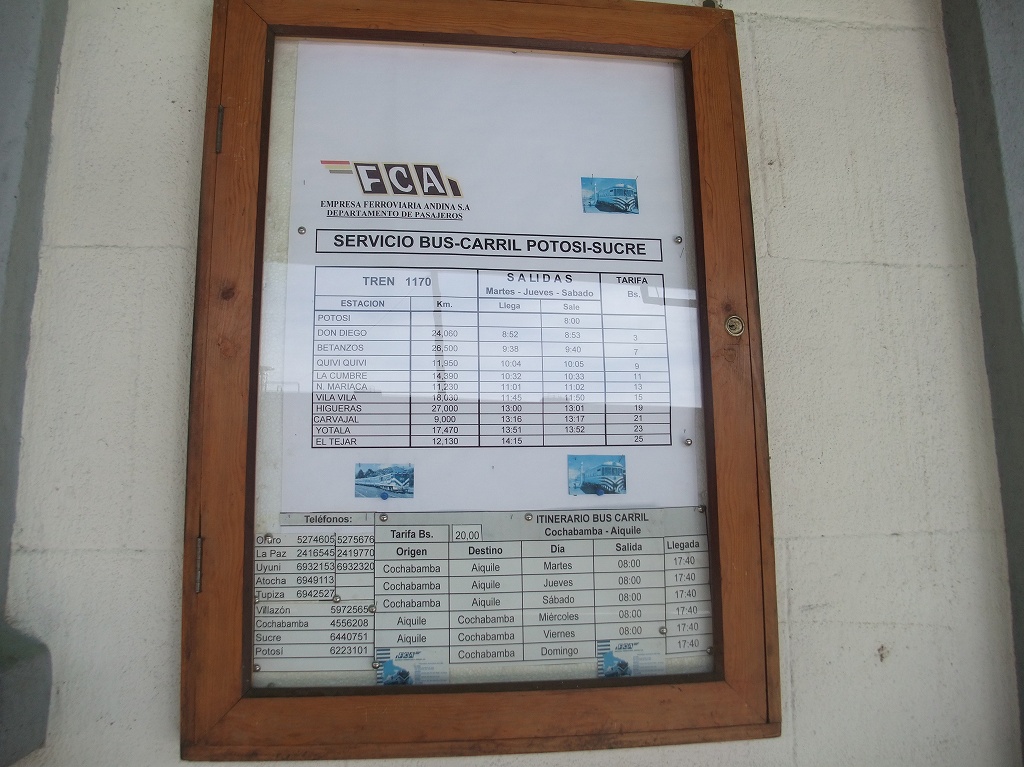 FCA
EMPRESA FERROVIARIA ANDINA S.A
DEPARTAMENTO DE PASAJEROS
SERVICIO BUS-CARRIL POTOSI-SUCRE
TREN 1170 SALIDAS TARIFA
Martes - Jueves - Sabado Bs.
ESTACION Km. Llega Sale
POTOSI 8:00
DON DIEGO 24,060 8:52 8:53 3
BETANZOS 26,500 9:38 9:40 7
QUIVI QUIVI 11,950 10:04 10:05 9
LA CUMBRE 14,390 10:32 10:33 11
N. MARIACA 11,230 11:01 11:02 13
VILA VILA 18,030 11:45 11:50 15
HIGUERAS 27,000 13:00 13:01 19
CARVAJAL 9,000 13:16 13:17 21
YOTALA 17,470 13:51 13:52 23
EL TEJAR 12,130 14:15 25
Teléfonos:
Oruro 5274605 5275676
La Paz 2416545 2419770
Uyuni 6932153 6932320
Atocha 6949113
Tupiza 6942527
Villazón 5972565
Cochabamba 4556208
Sucre 6440751
Potosí 6223101
ITINERARIO BUS CARRIL
Tarifa Bs. 20,00 Cochabamba - Aiquile
Origen Destino Día Salida Llegada
Cochabamba Aiquile Martes 08:00 17:40
Cochabamba Aiquile Jueves 08:00 17:40
Cochabamba Aiquile Sábado 08:00 17:40
Aiquile Cochabamba Miércoles 08:00 17:40
Aiquile Cochabamba Viernes 08:00 17:40
Cochabamba Domingo 17:40